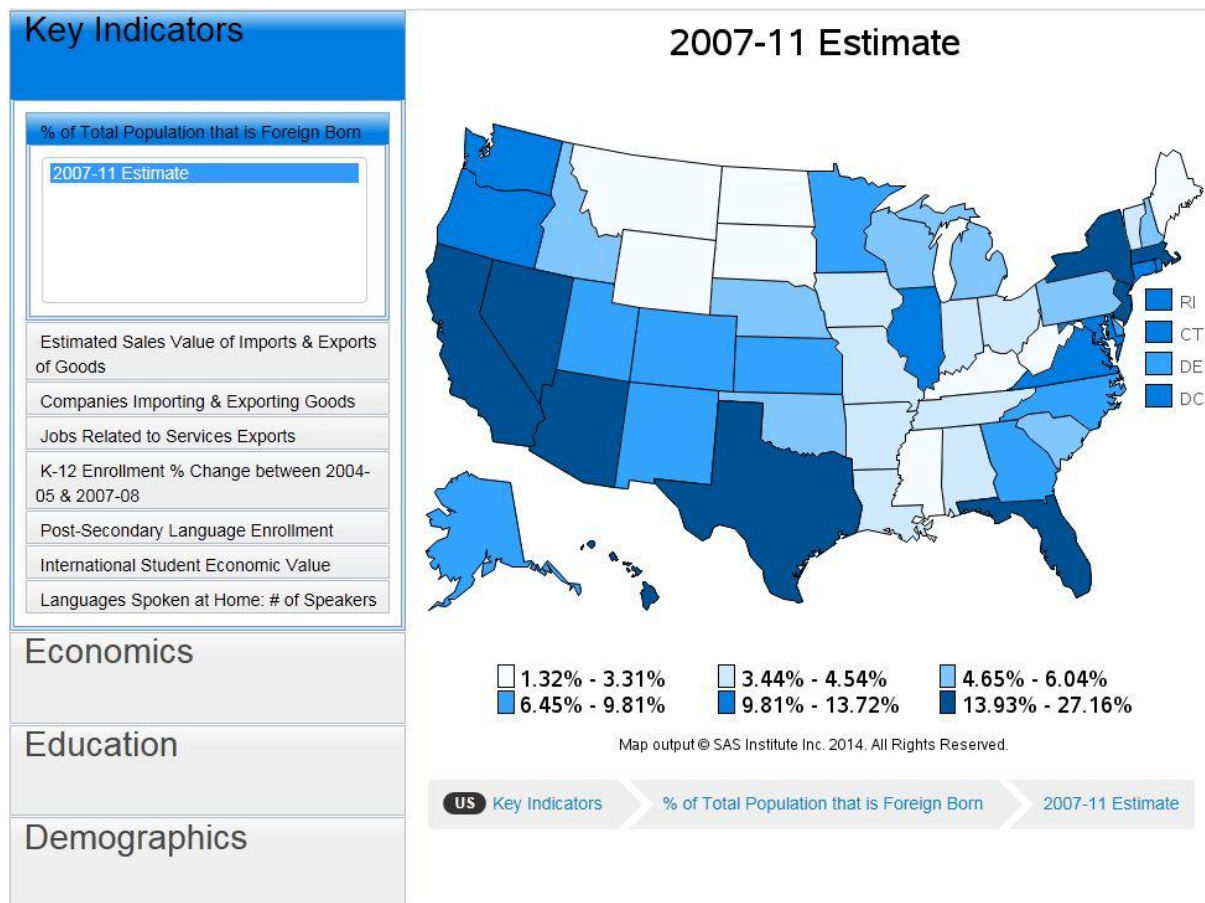 Key Indicators
% of Total Population that is Foreign Born
2007-11 Estimate
Estimated Sales Value of Imports & Exports
of Goods
Companies Importing & Exporting Goods
Jobs Related to Services Exports
K-12 Enrollment % Change between 2004-
05 & 2007-08
Post-Secondary Language Enrollment
International Student Economic Value
Languages Spoken at Home: # of Speakers
Economics
Education
Demographics
2007-11 Estimate
RI
CT
DE
DC
1.32% - 3.31% 3.44% - 4.54% 4.65% - 6.04%
6.45% - 9.81% 9.81% - 13.72% 13.93% - 27.16%
Map output © SAS Institute Inc. 2014. All Rights Reserved.
US Key Indicators % of Total Population that is Foreign Born 2007-11 Estimate